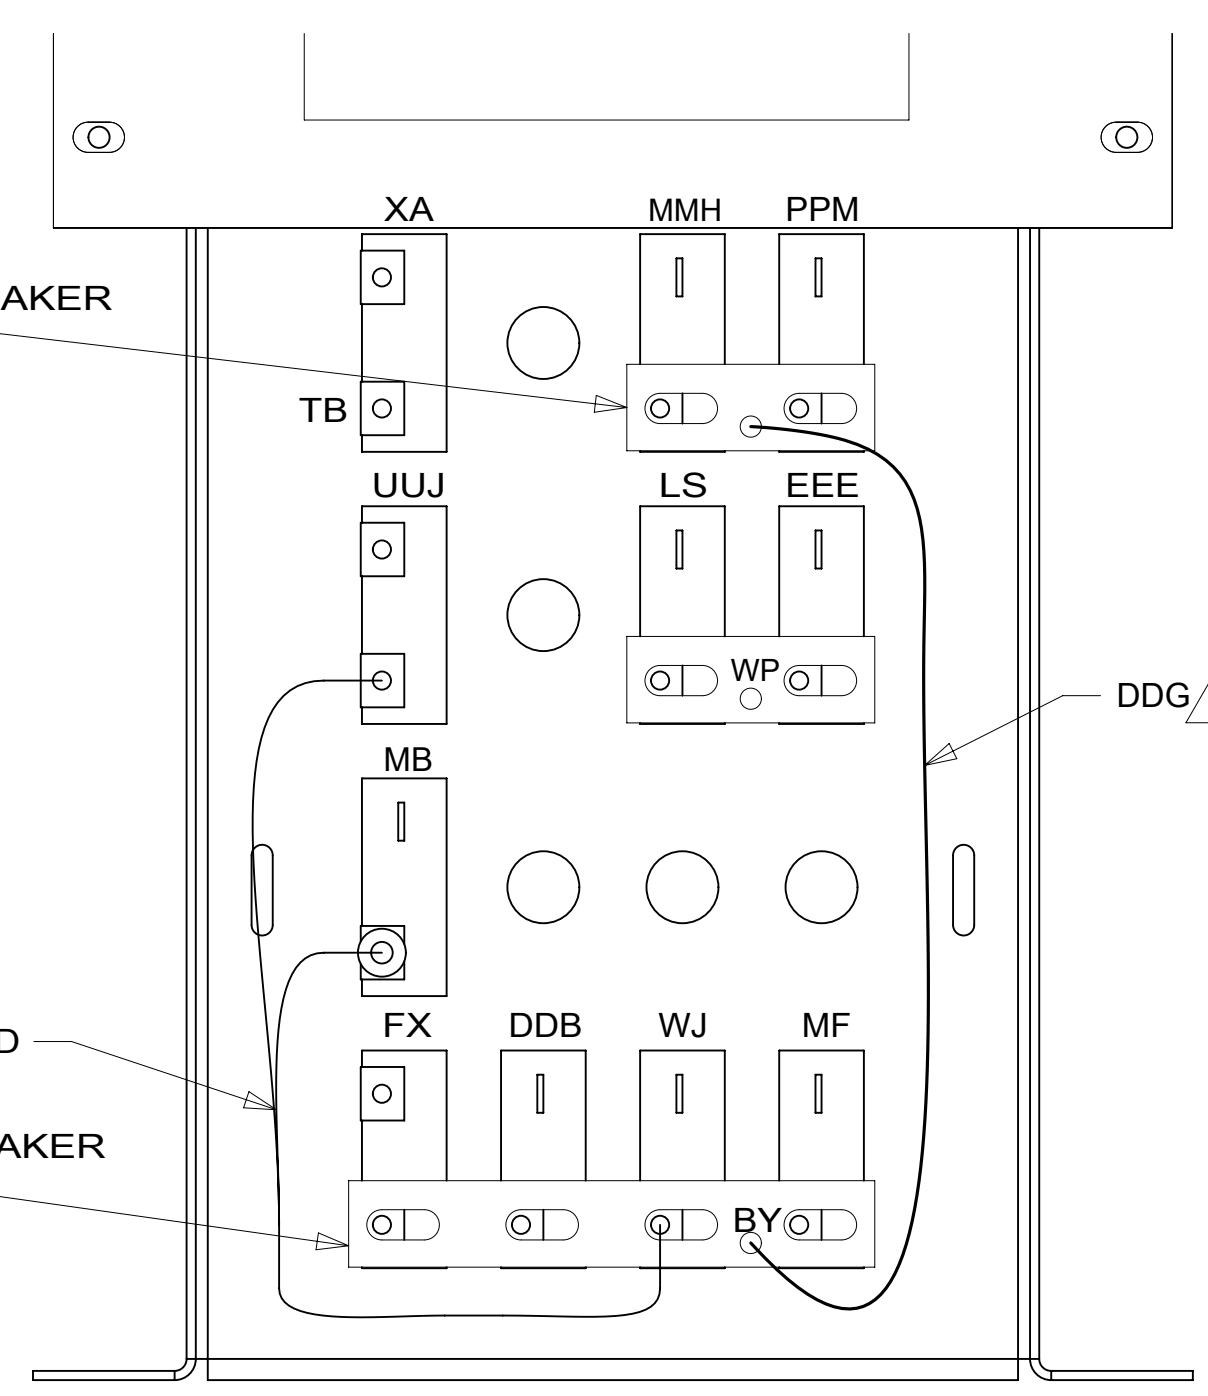 XA MMH PPM
AKER
TB
UUJ LS EEE
WP
DDG
MB
FX DDB WJ MF
D
AKER
BY